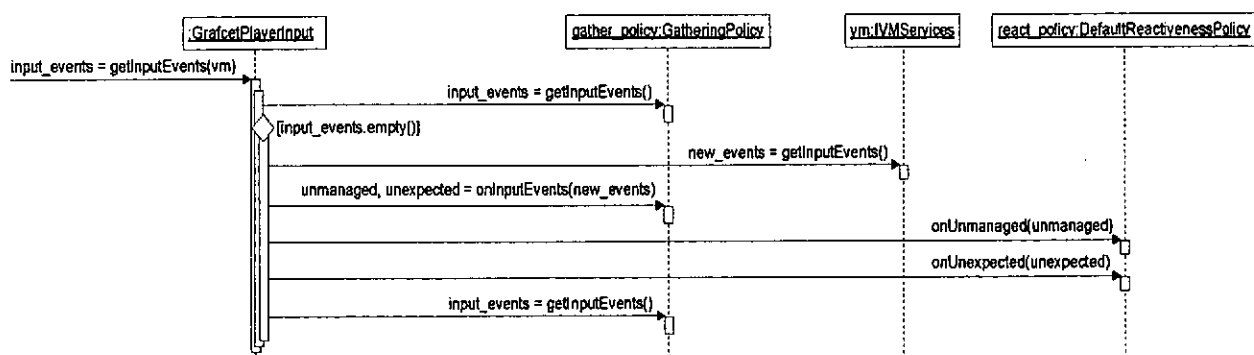 :GrafcetPlayerInput
gather_policy:GatheringPolicy
vm:IVMServices
react_policy:DefaultReactivenessPolicy
input_events = getInputEvents(vm)
input_events = getInputEvents()
[input_events.empty()]
new_events = getInputEvents()
unmanaged, unexpected = onInputEvents(new_events)
onUnmanaged(unmanaged)
onUnexpected(unexpected)
input_events = getInputEvents()